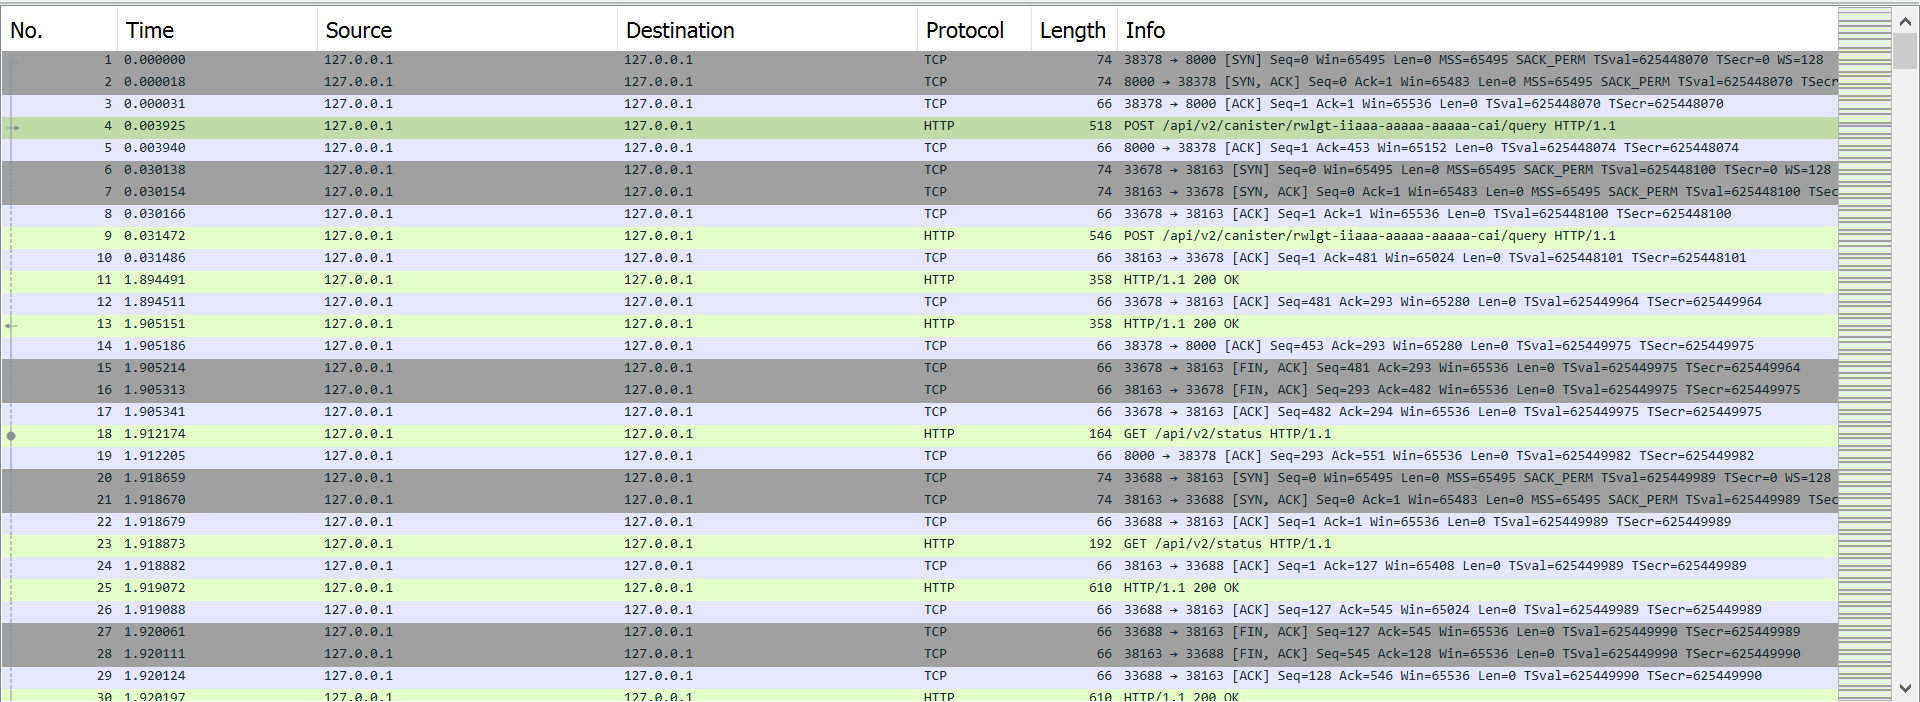 No. Time Source Destination Protocol Length Info
1 0.000000 127.0.0.1 127.0.0.1 TCP 74 38378 → 8000 [SYN] Seq=0 Win=65495 Len=0 MSS=65495 SACK_PERM TSval=625448070 TSecr=0 WS=128
2 0.000018 127.0.0.1 127.0.0.1 TCP 74 8000 → 38378 [SYN, ACK] Seq=0 Ack=1 Win=65483 Len=0 MSS=65495 SACK_PERM TSval=625448070 TSecr
3 0.000031 127.0.0.1 127.0.0.1 TCP 66 38378 → 8000 [ACK] Seq=1 Ack=1 Win=65536 Len=0 TSval=625448070 TSecr=625448070
4 0.003925 127.0.0.1 127.0.0.1 HTTP 518 POST /api/v2/canister/rwlgt-iiaaa-aaaaa-aaaaa-cai/query HTTP/1.1
5 0.003940 127.0.0.1 127.0.0.1 TCP 66 8000 → 38378 [ACK] Seq=1 Ack=453 Win=65152 Len=0 TSval=625448074 TSecr=625448074
6 0.030138 127.0.0.1 127.0.0.1 TCP 74 33678 → 38163 [SYN] Seq=0 Win=65495 Len=0 MSS=65495 SACK_PERM TSval=625448100 TSecr=0 WS=128
7 0.030154 127.0.0.1 127.0.0.1 TCP 74 38163 → 33678 [SYN, ACK] Seq=0 Ack=1 Win=65483 Len=0 MSS=65495 SACK_PERM TSval=625448100 TSec
8 0.030166 127.0.0.1 127.0.0.1 TCP 66 33678 → 38163 [ACK] Seq=1 Ack=1 Win=65536 Len=0 TSval=625448100 TSecr=625448100
9 0.031472 127.0.0.1 127.0.0.1 HTTP 546 POST /api/v2/canister/rwlgt-iiaaa-aaaaa-aaaaa-cai/query HTTP/1.1
10 0.031486 127.0.0.1 127.0.0.1 TCP 66 38163 → 33678 [ACK] Seq=1 Ack=481 Win=65024 Len=0 TSval=625448101 TSecr=625448101
11 1.894491 127.0.0.1 127.0.0.1 HTTP 358 HTTP/1.1 200 OK
12 1.894511 127.0.0.1 127.0.0.1 TCP 66 33678 → 38163 [ACK] Seq=481 Ack=293 Win=65280 Len=0 TSval=625449964 TSecr=625449964
13 1.905151 127.0.0.1 127.0.0.1 HTTP 358 HTTP/1.1 200 OK
14 1.905186 127.0.0.1 127.0.0.1 TCP 66 38378 → 8000 [ACK] Seq=453 Ack=293 Win=65280 Len=0 TSval=625449975 TSecr=625449975
15 1.905214 127.0.0.1 127.0.0.1 TCP 66 33678 → 38163 [FIN, ACK] Seq=481 Ack=293 Win=65536 Len=0 TSval=625449975 TSecr=625449964
16 1.905313 127.0.0.1 127.0.0.1 TCP 66 38163 → 33678 [FIN, ACK] Seq=293 Ack=482 Win=65536 Len=0 TSval=625449975 TSecr=625449975
17 1.905341 127.0.0.1 127.0.0.1 TCP 66 33678 → 38163 [ACK] Seq=482 Ack=294 Win=65536 Len=0 TSval=625449975 TSecr=625449975
18 1.912174 127.0.0.1 127.0.0.1 HTTP 164 GET /api/v2/status HTTP/1.1
19 1.912205 127.0.0.1 127.0.0.1 TCP 66 8000 → 38378 [ACK] Seq=293 Ack=551 Win=65536 Len=0 TSval=625449982 TSecr=625449982
20 1.918659 127.0.0.1 127.0.0.1 TCP 74 33688 → 38163 [SYN] Seq=0 Win=65495 Len=0 MSS=65495 SACK_PERM TSval=625449989 TSecr=0 WS=128
21 1.918670 127.0.0.1 127.0.0.1 TCP 74 38163 → 33688 [SYN, ACK] Seq=0 Ack=1 Win=65483 Len=0 MSS=65495 SACK_PERM TSval=625449989 TSec
22 1.918679 127.0.0.1 127.0.0.1 TCP 66 33688 → 38163 [ACK] Seq=1 Ack=1 Win=65536 Len=0 TSval=625449989 TSecr=625449989
23 1.918873 127.0.0.1 127.0.0.1 HTTP 192 GET /api/v2/status HTTP/1.1
24 1.918882 127.0.0.1 127.0.0.1 TCP 66 38163 → 33688 [ACK] Seq=1 Ack=127 Win=65408 Len=0 TSval=625449989 TSecr=625449989
25 1.919072 127.0.0.1 127.0.0.1 HTTP 610 HTTP/1.1 200 OK
26 1.919088 127.0.0.1 127.0.0.1 TCP 66 33688 → 38163 [ACK] Seq=127 Ack=545 Win=65024 Len=0 TSval=625449989 TSecr=625449989
27 1.920061 127.0.0.1 127.0.0.1 TCP 66 33688 → 38163 [FIN, ACK] Seq=127 Ack=545 Win=65536 Len=0 TSval=625449990 TSecr=625449989
28 1.920111 127.0.0.1 127.0.0.1 TCP 66 38163 → 33688 [FIN, ACK] Seq=545 Ack=128 Win=65536 Len=0 TSval=625449990 TSecr=625449990
29 1.920124 127.0.0.1 127.0.0.1 TCP 66 33688 → 38163 [ACK] Seq=128 Ack=546 Win=65536 Len=0 TSval=625449990 TSecr=625449990
30 1.920197 127.0.0.1 127.0.0.1 HTTP 610 HTTP/1.1 200 OK